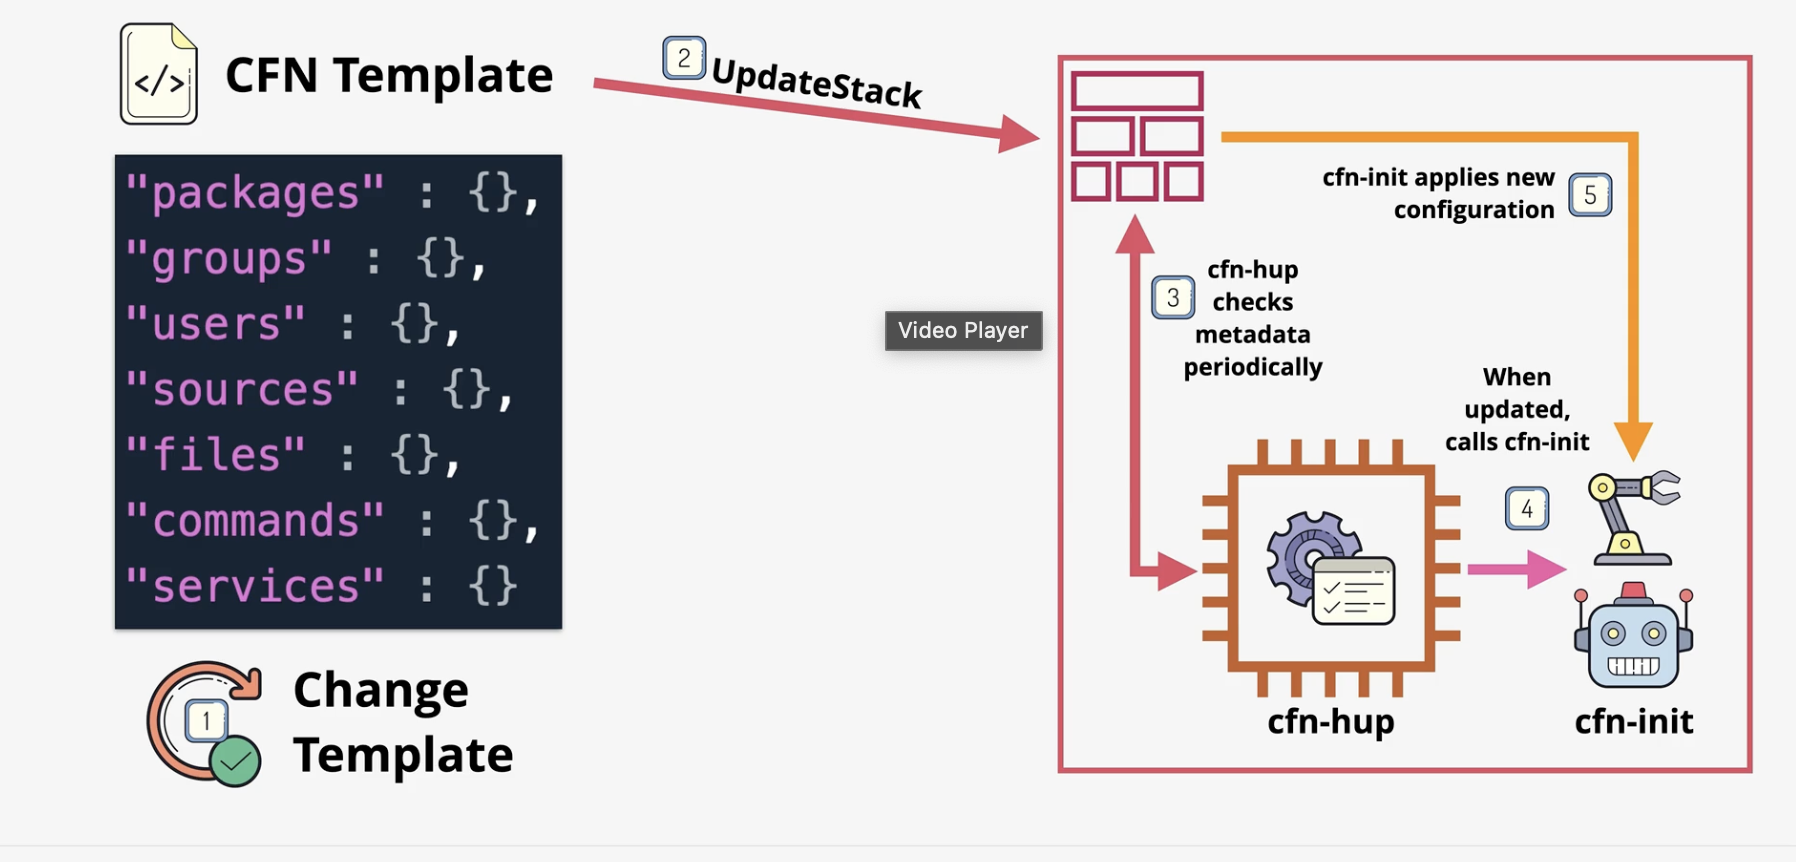 </>
CFN Template
"packages" : {},
"groups" : {},
"users" : {},
"sources" : {},
"files" : {},
"commands" : {},
"services" : {}
1
Change
Template
2
UpdateStack
Video Player
cfn-init applies new
configuration
5
3
cfn-hup
checks
metadata
periodically
When
updated,
calls cfn-init
4
cfn-hup
cfn-init